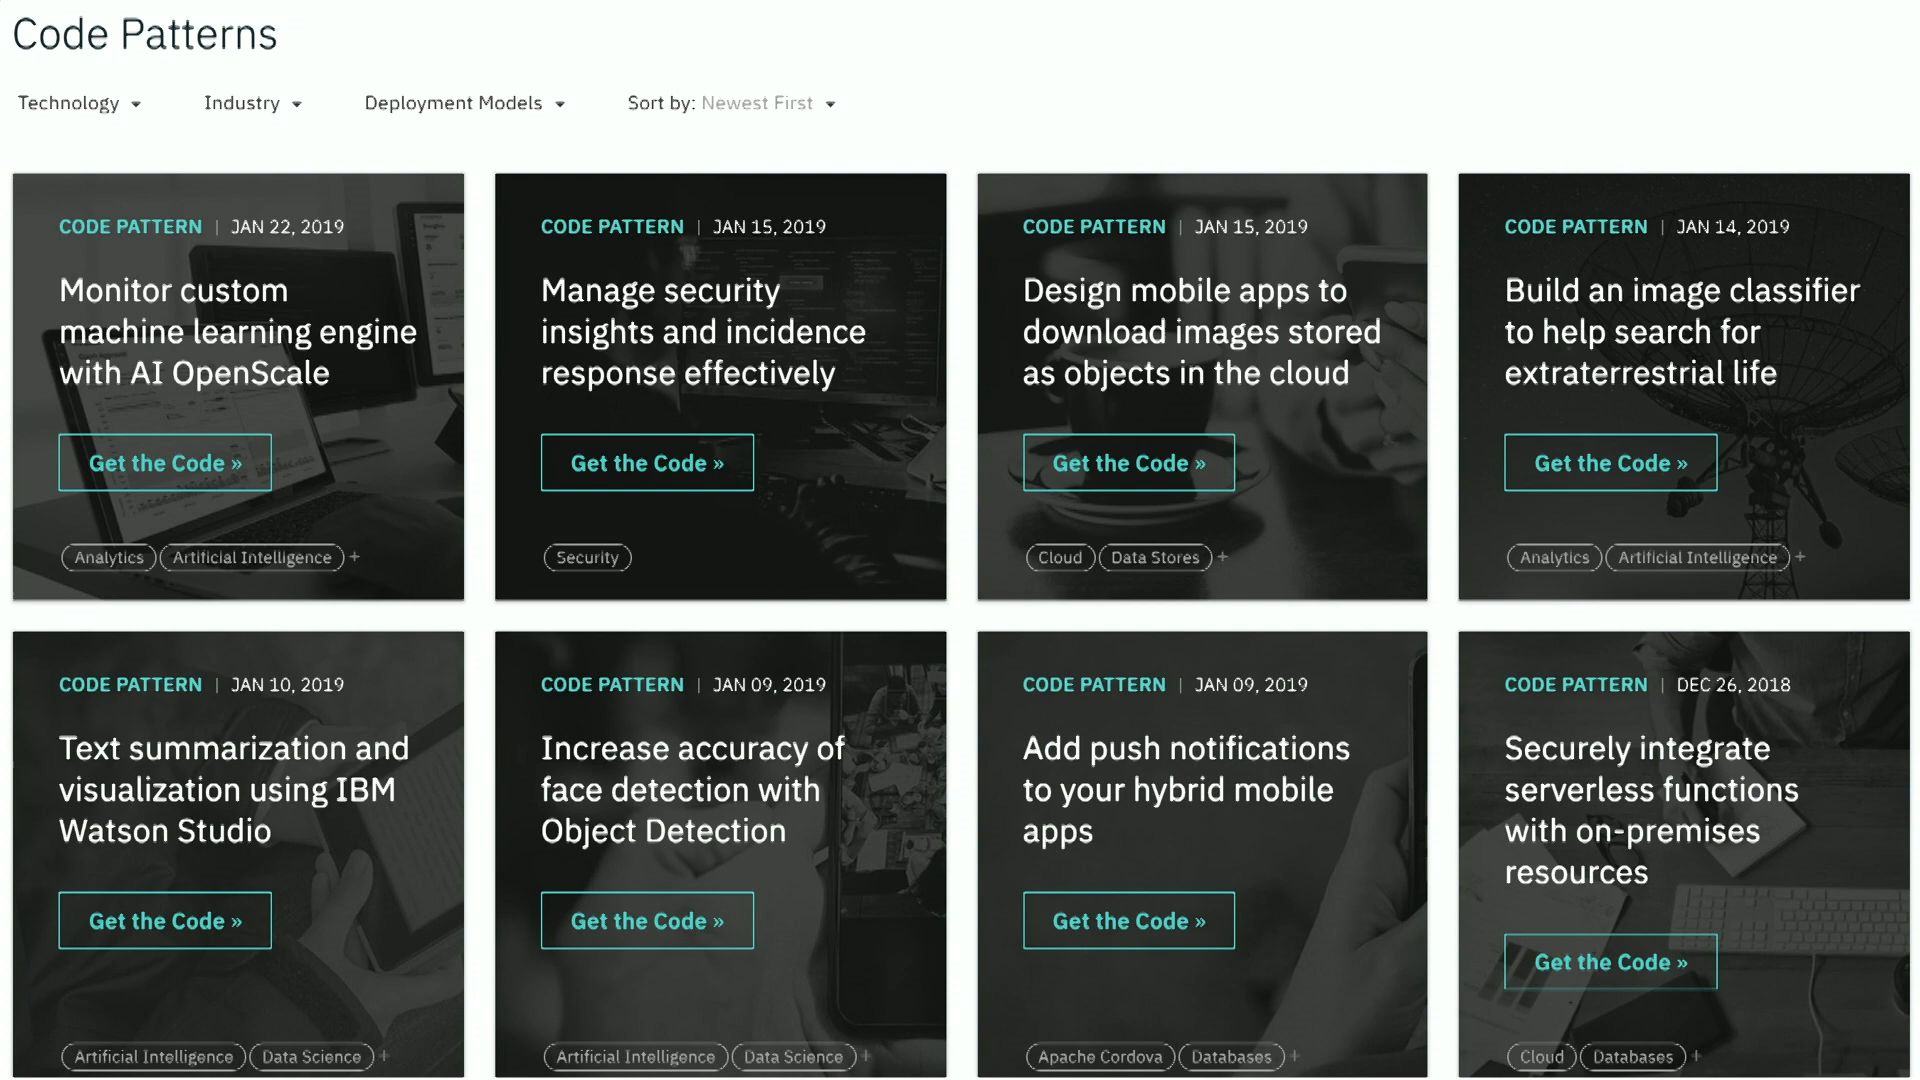 Code Patterns
Technology Industry Deployment Models Sort by: Newest First
CODE PATTERN | JAN 22, 2019
Monitor custom
machine learning engine
with AI OpenScale
Get the Code »
Analytics Artificial Intelligence +
CODE PATTERN | JAN 15, 2019
Manage security
insights and incidence
response effectively
Get the Code »
Security
CODE PATTERN | JAN 15, 2019
Design mobile apps to
download images stored
as objects in the cloud
Get the Code »
Cloud Data Stores +
CODE PATTERN | JAN 14, 2019
Build an image classifier
to help search for
extraterrestrial life
Get the Code »
Analytics Artificial Intelligence +
CODE PATTERN | JAN 10, 2019
Text summarization and
visualization using IBM
Watson Studio
Get the Code »
Artificial Intelligence Data Science +
CODE PATTERN | JAN 09, 2019
Increase accuracy of
face detection with
Object Detection
Get the Code »
Artificial Intelligence Data Science +
CODE PATTERN | JAN 09, 2019
Add push notifications
to your hybrid mobile
apps
Get the Code »
Apache Cordova Databases +
CODE PATTERN | DEC 26, 2018
Securely integrate
serverless functions
with on-premises
resources
Get the Code »
Cloud Databases +